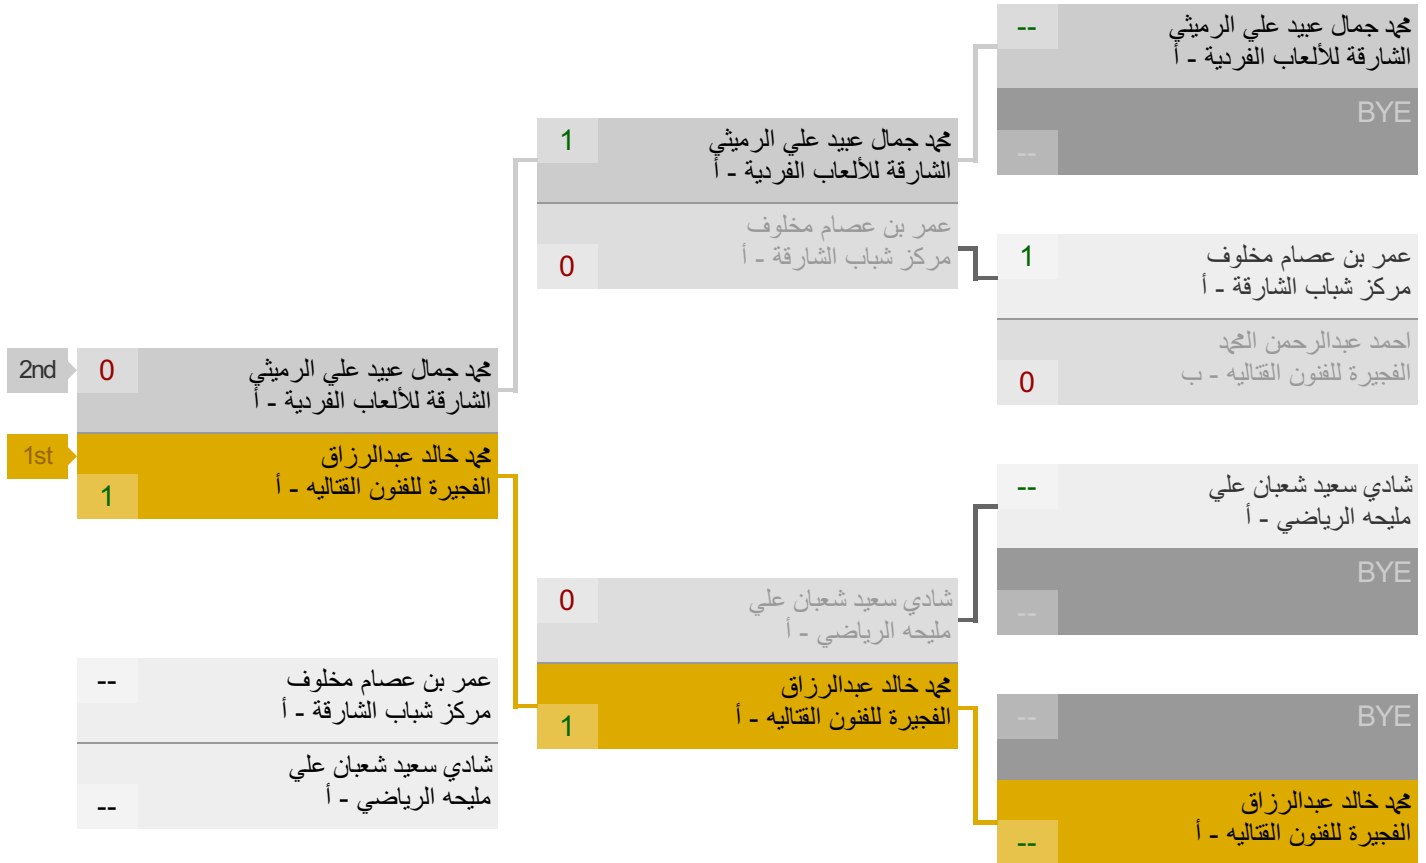 محمد جمال عبيد علي الرميثي
الشارقة للألعاب الفردية - أ
--
BYE
--
عمر بن عصام مخلوف
مركز شباب الشارقة - أ
1
احمد عبدالرحمن المحمد
الفجيرة للفنون القتاليه - ب
0
شادي سعيد شعبان علي
مليحه الرياضي - أ
--
BYE
--
BYE
--
محمد خالد عبدالرزاق
الفجيرة للفنون القتاليه - أ
--
محمد جمال عبيد علي الرميثي
الشارقة للألعاب الفردية - أ
1
عمر بن عصام مخلوف
مركز شباب الشارقة - أ
0
شادي سعيد شعبان علي
مليحه الرياضي - أ
0
محمد خالد عبدالرزاق
الفجيرة للفنون القتاليه - أ
1
محمد جمال عبيد علي الرميثي
الشارقة للألعاب الفردية - أ
0
2nd
محمد خالد عبدالرزاق
الفجيرة للفنون القتاليه - أ
1
1st
عمر بن عصام مخلوف
مركز شباب الشارقة - أ
--
شادي سعيد شعبان علي
مليحه الرياضي - أ
--